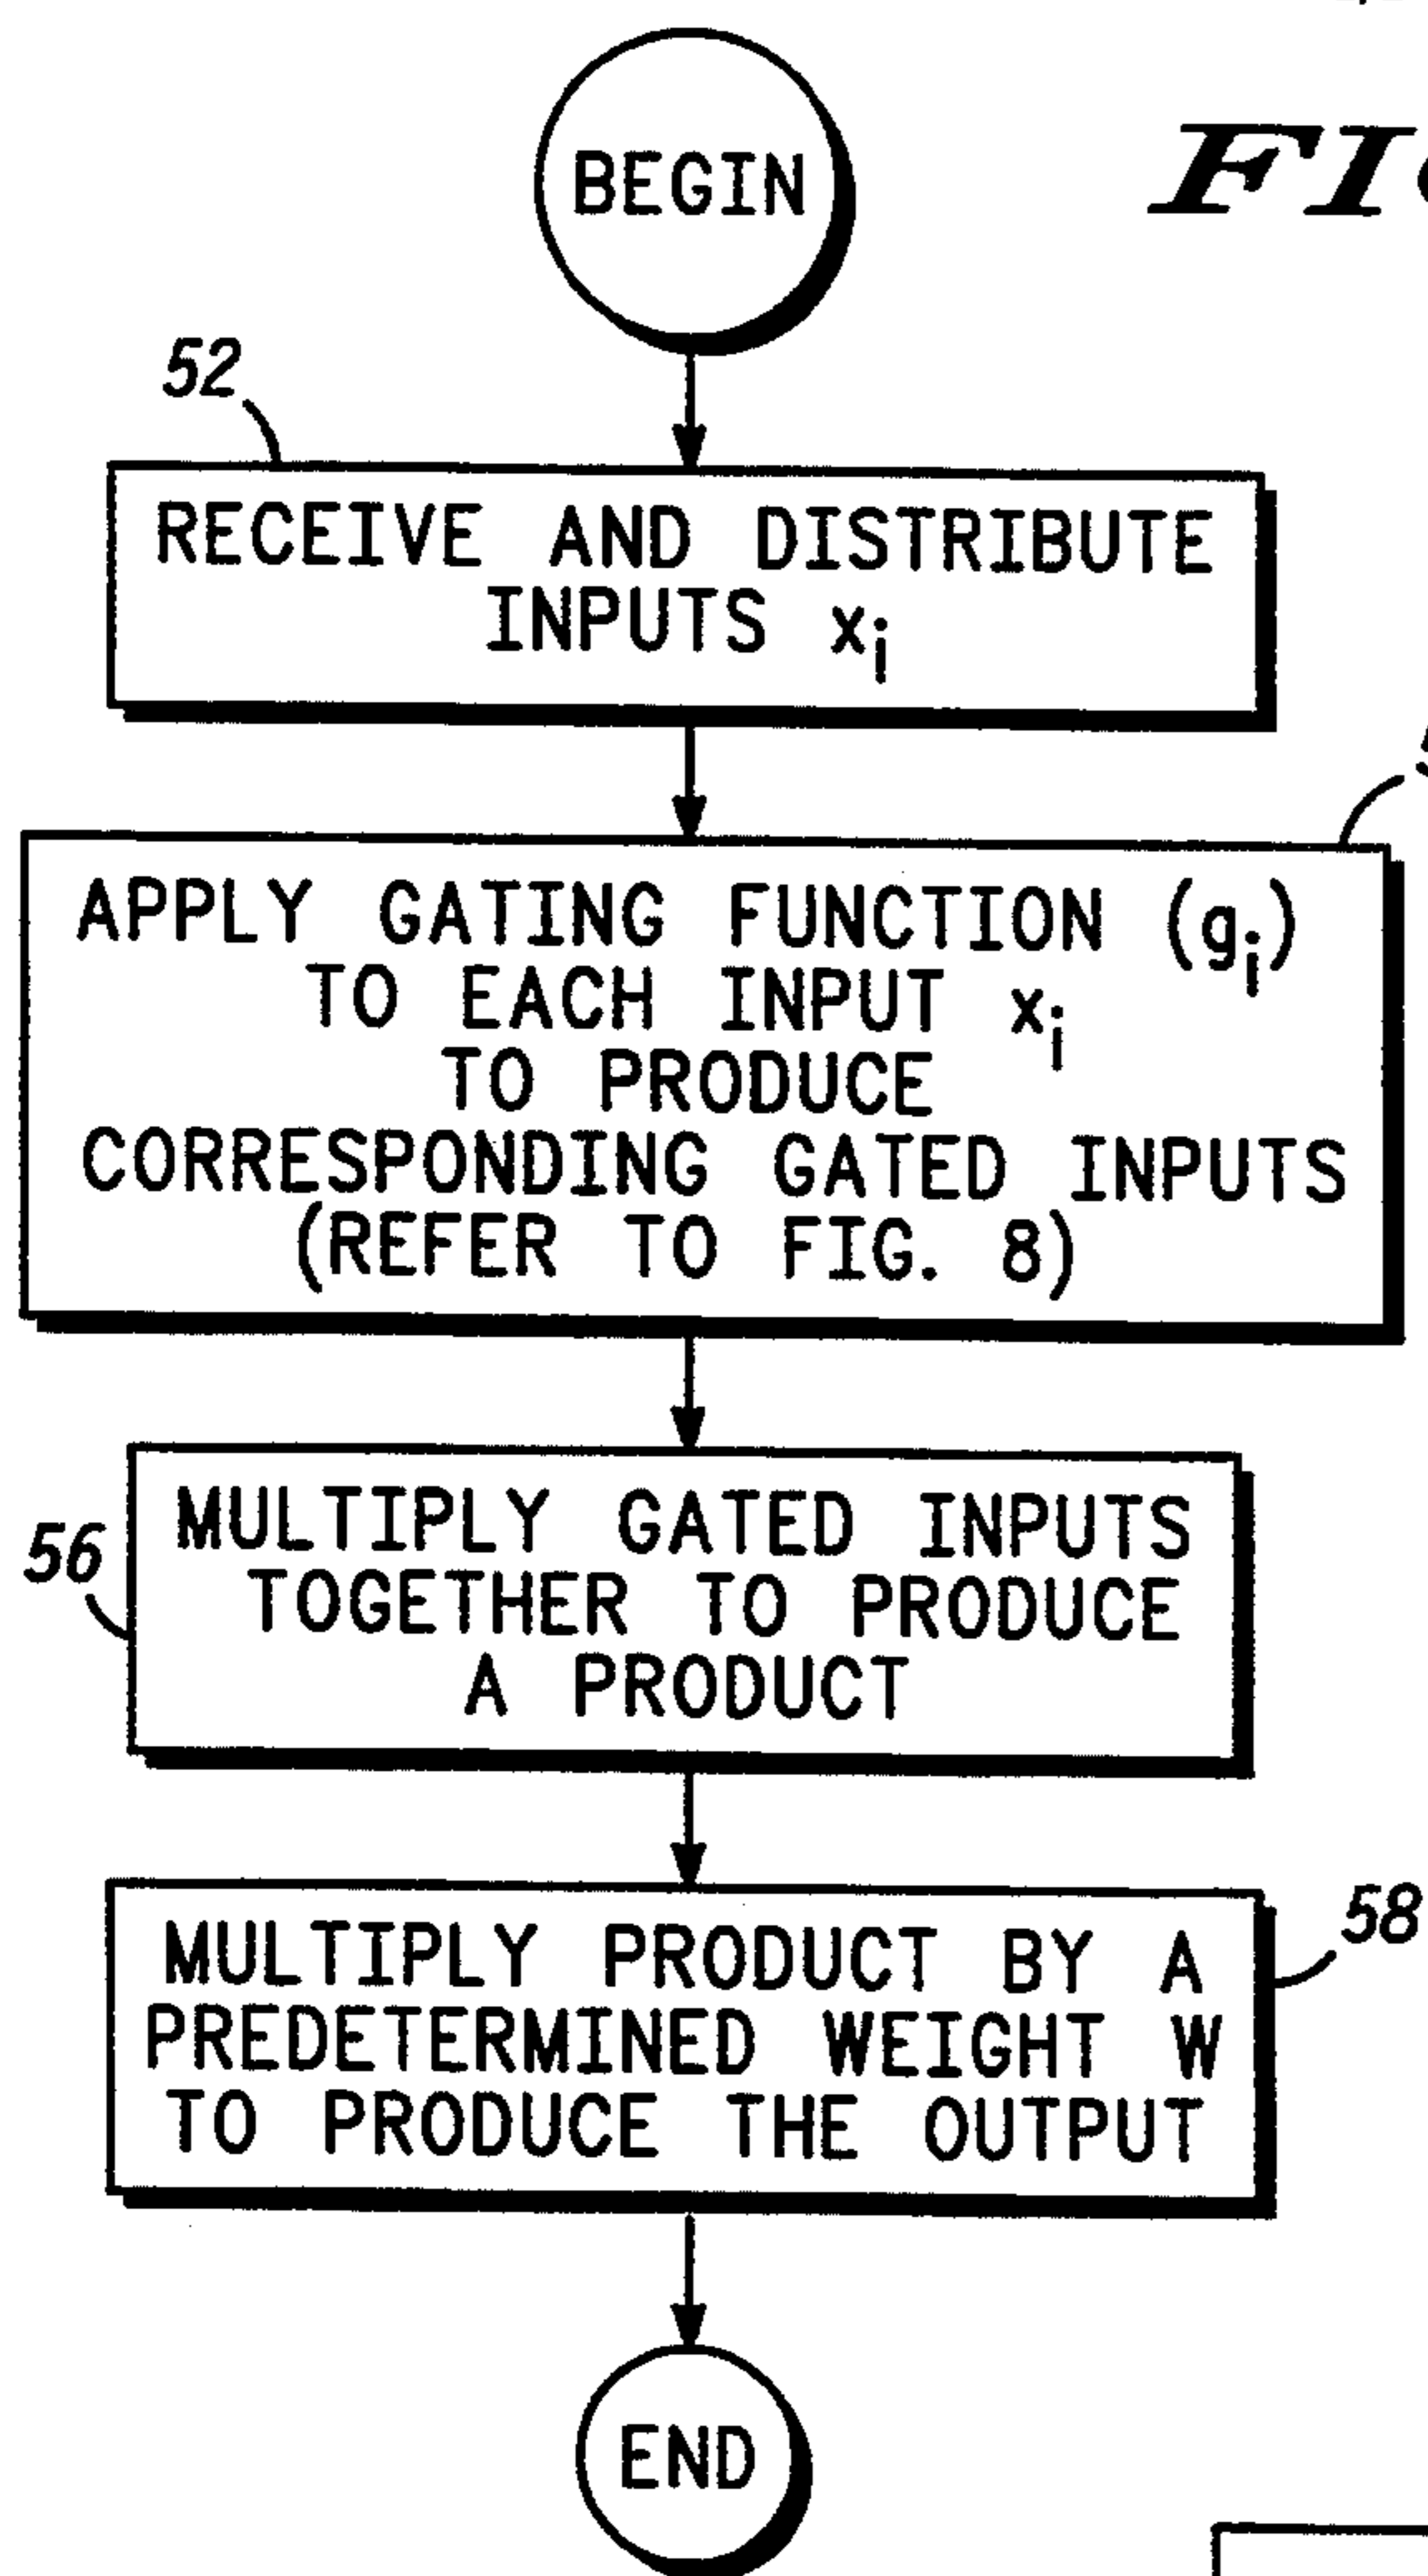 BEGIN
52
RECEIVE AND DISTRIBUTE
INPUTS xi
APPLY GATING FUNCTION (gi)
TO EACH INPUT xi
TO PRODUCE
CORRESPONDING GATED INPUTS
(REFER TO FIG. 8)
56
MULTIPLY GATED INPUTS
TOGETHER TO PRODUCE
A PRODUCT
58
MULTIPLY PRODUCT BY A
PREDETERMINED WEIGHT W
TO PRODUCE THE OUTPUT
END